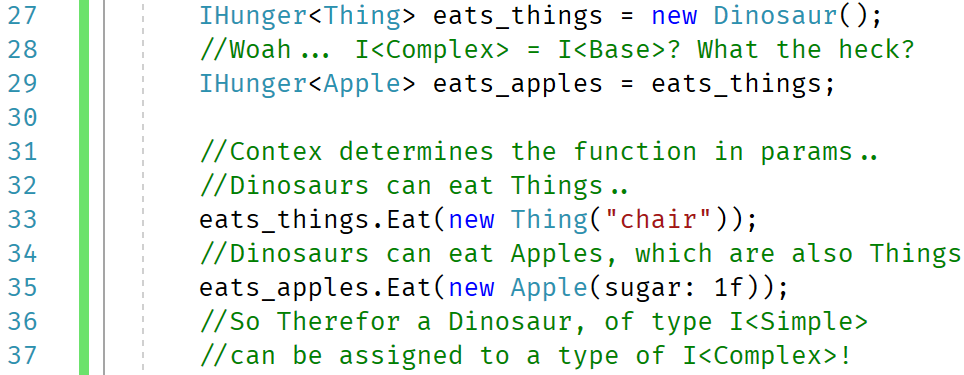 27 IHunger<Thing> eats_things = new Dinosaur();
28 //Woah... I<Complex> = I<Base>? What the heck?
29 IHunger<Apple> eats_apples = eats_things;
30
31 //Contex determines the function in params..
32 //Dinosaurs can eat Things..
33 eats_things.Eat(new Thing("chair"));
34 //Dinosaurs can eat Apples, which are also Things
35 eats_apples.Eat(new Apple(sugar: 1f));
36 //So Therefor a Dinosaur, of type I<Simple>
37 //can be assigned to a type of I<Complex>!